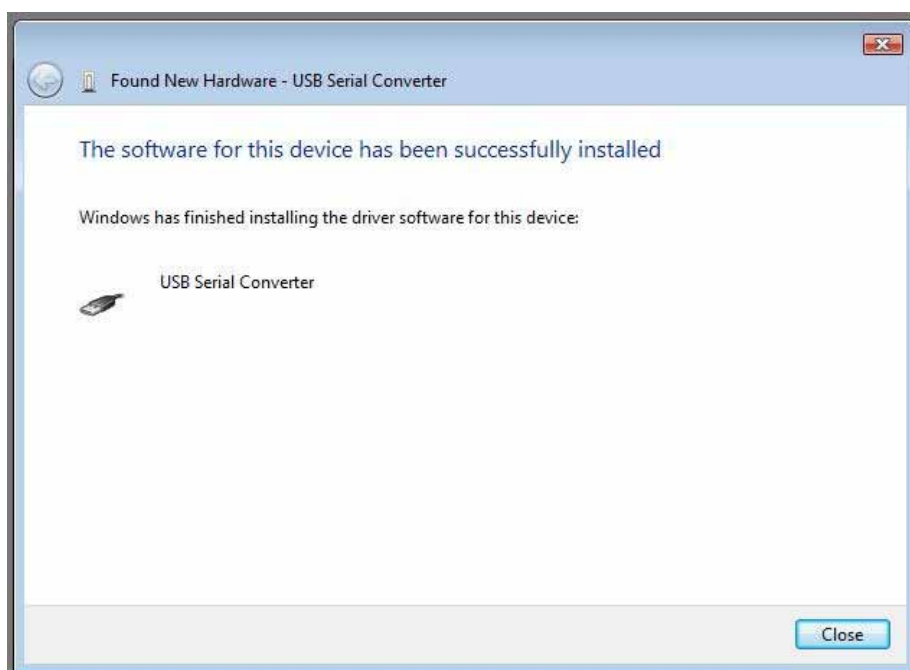 Found New Hardware - USB Serial Converter
The software for this device has been successfully installed
Windows has finished installing the driver software for this device:
USB Serial Converter
Close